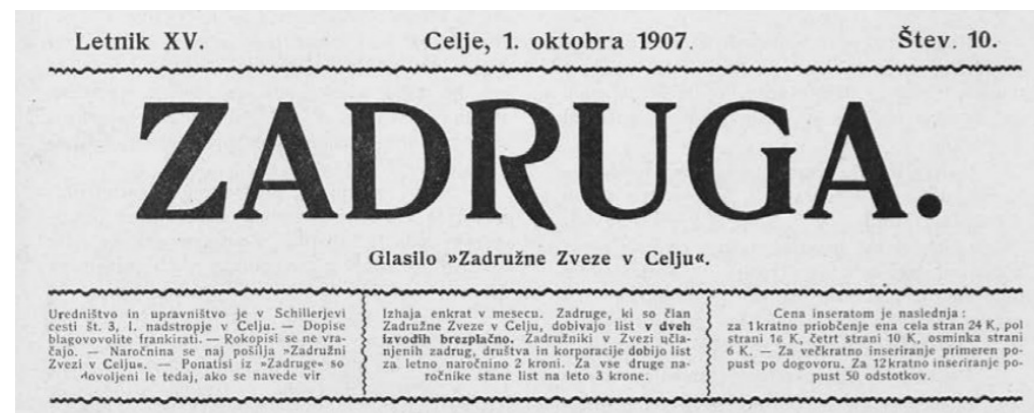 Letnik XV.
Celje, 1. oktobra 1907.
Štev. 10.
ZADRUGA.
Glasilo »Zadružne Zveze v Celju«.
Uredništvo in upravništvo je v Schillerjevi
cesti št. 3, I. nadstropje v Celju. — Dopise
blagovovolite frankirati. — Rokopisi se ne vra-
čajo. — Naročnina se naj pošilja »Zadružni
Zvezi v Celju«. — Ponatisi iz »Zadruge« so
dovoljeni le tedaj, ako se navede vir
Izhaja enkrat v mesecu. Zadruge, ki so član
Zadružne Zveze v Celju, dobivajo list v dveh
izvodih brezplačno. Zadružniki v Zvezi učla-
njenih zadrug, društva in korporacije dobijo list
za letno naročnino 2 kroni. Za vse druge na-
ročnike stane list na leto 3 krone.
Cena inseratom je naslednja :
za 1kratno priobčenje ena cela stran 24 K, pol
strani 16 K, četrt strani 10 K, osminka strani
6 K. — Za večkratno inseriranje primeren po-
pust po dogovoru. Za 12kratno inseriranje po-
pust 50 odstotkov.